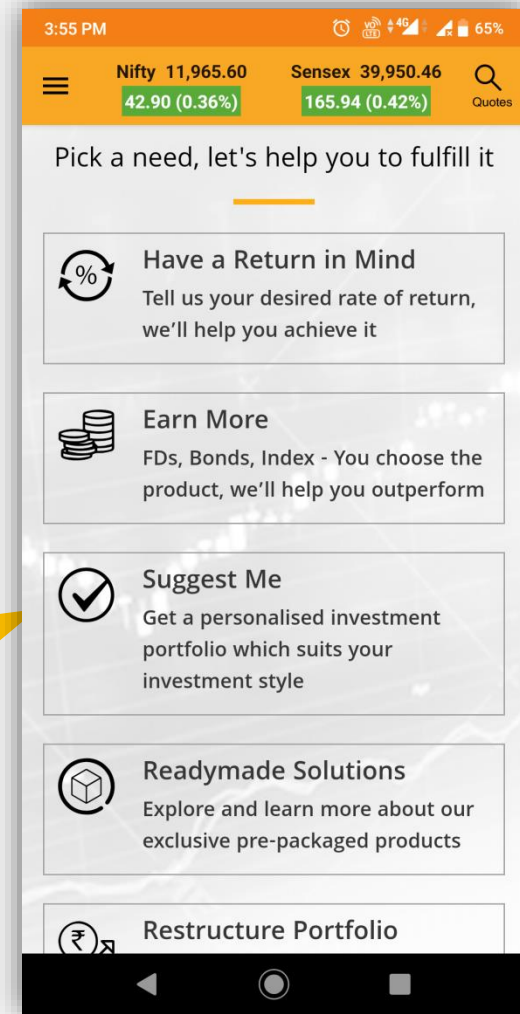 3:55 PM VO LTE 4G 65%
Nifty 11,965.60 Sensex 39,950.46
42.90 (0.36%) 165.94 (0.42%) Quotes
Pick a need, let's help you to fulfill it
% Have a Return in Mind
Tell us your desired rate of return,
we'll help you achieve it
Earn More
FDs, Bonds, Index - You choose the
product, we'll help you outperform
Suggest Me
Get a personalised investment
portfolio which suits your
investment style
Readymade Solutions
Explore and learn more about our
exclusive pre-packaged products
₹ Restructure Portfolio